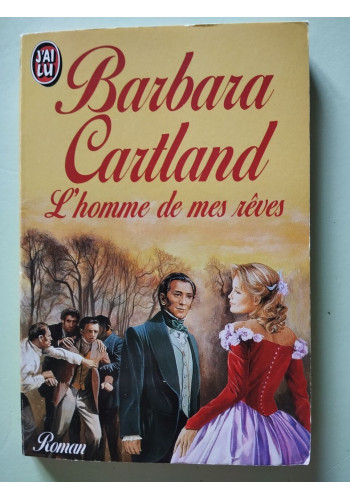 J'AI
LU
Barbara
Cartland
L'homme de mes rêves
Roman